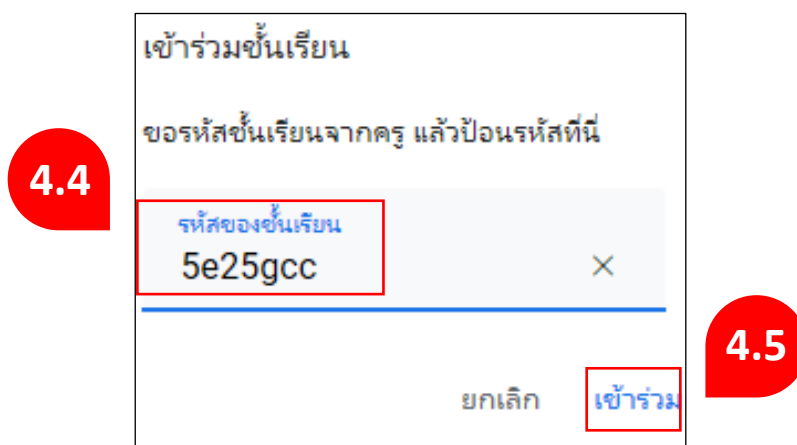 เข้าร่วมชั้นเรียน
ขอรหัสชั้นเรียนจากครู แล้วป้อนรหัสที่นี่
4.4
รหัสของชั้นเรียน
5e25gcc
4.5
ยกเลิก เข้าร่วม